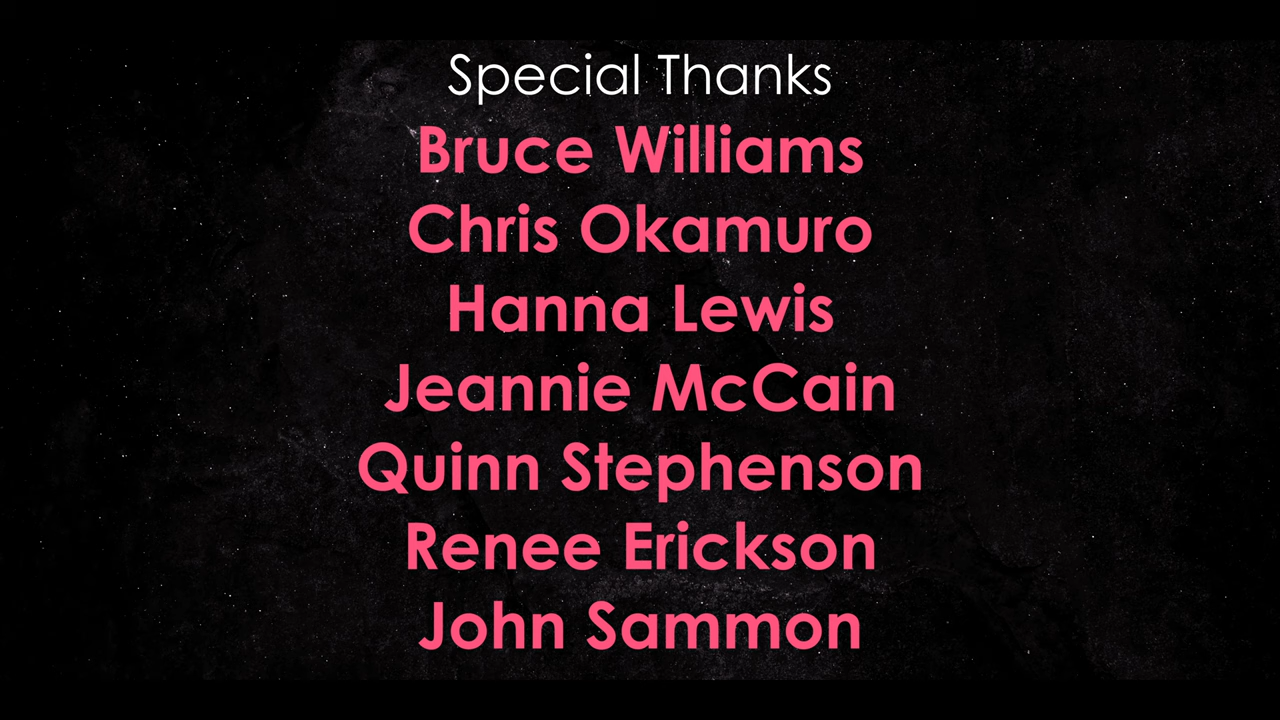 Special Thanks
Bruce Williams
Chris Okamuro
Hanna Lewis
Jeannie McCain
Quinn Stephenson
Renee Erickson
John Sammon